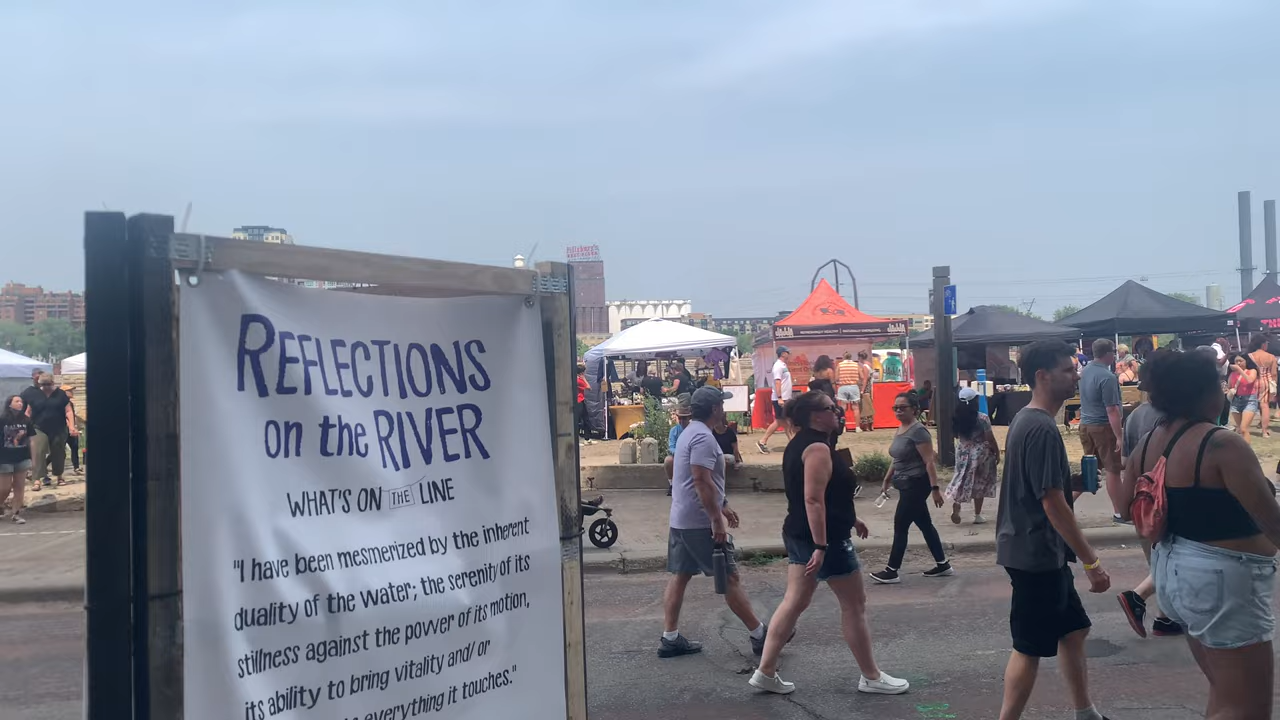 REFLECTIONS
on the RIVER
WHAT'S ON THE LINE
"I have been mesmerized by the inherent
duality of the water; the serenity of its
stillness against the power of its motion,
its ability to bring vitality and/or
everything it touches."
Pillsbury's